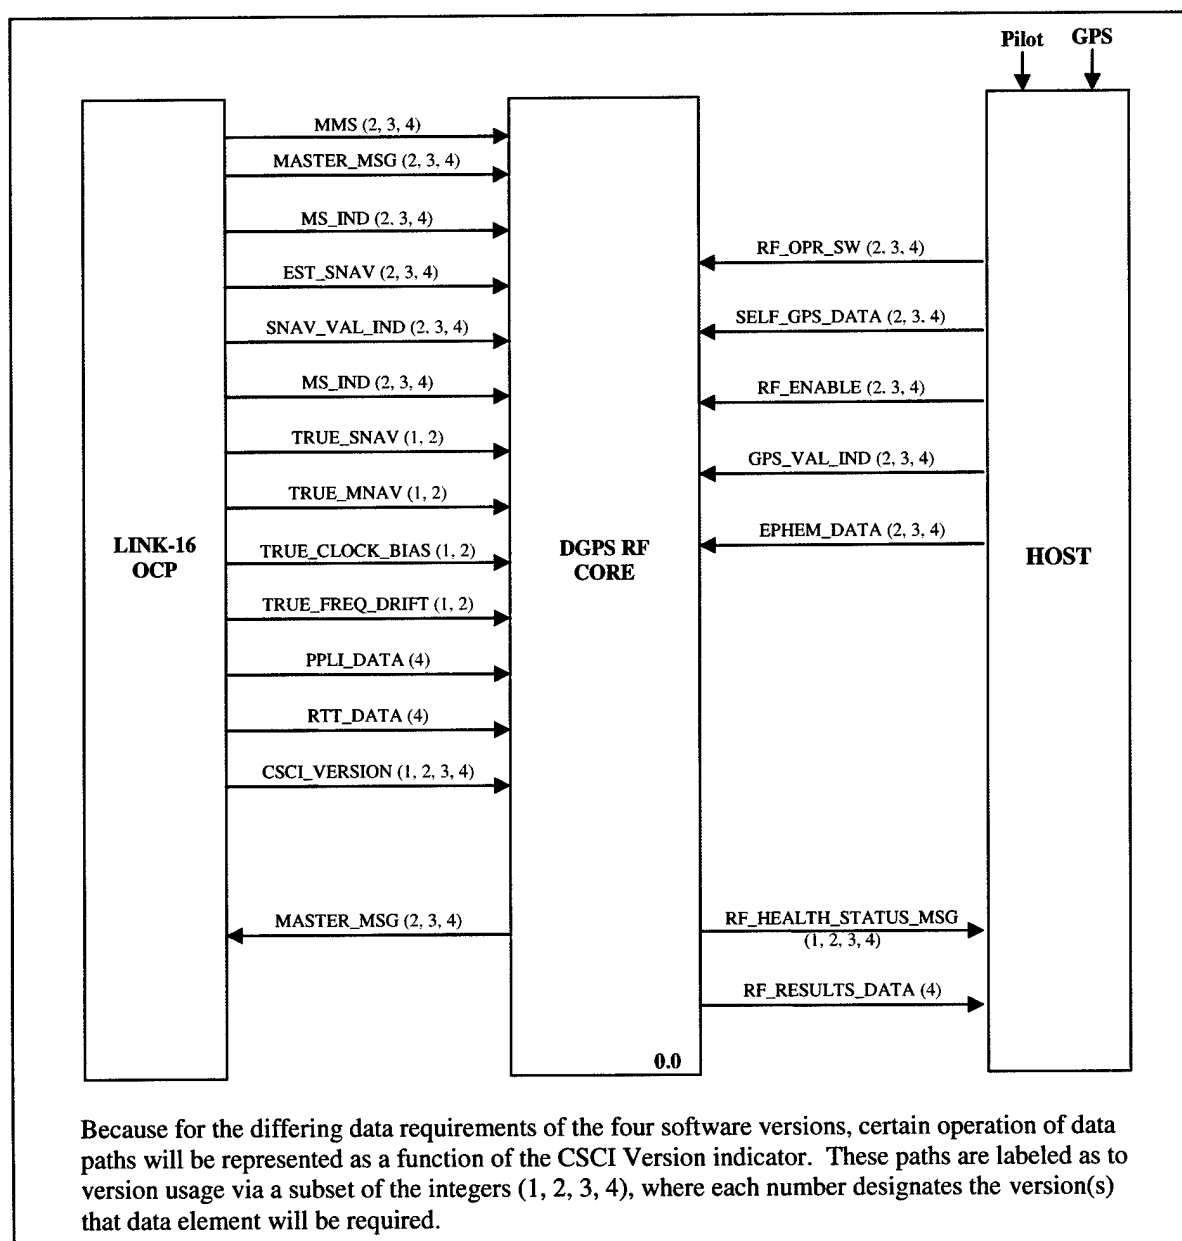 Pilot GPS
MMS (2, 3, 4)
MASTER_MSG (2, 3, 4)
MS_IND (2, 3, 4)
EST_SNAV (2, 3, 4)
SNAV_VAL_IND (2, 3, 4)
MS_IND (2, 3, 4)
TRUE_SNAV (1, 2)
TRUE_MNAV (1, 2)
TRUE_CLOCK_BIAS (1, 2)
TRUE_FREQ_DRIFT (1, 2)
PPLI_DATA (4)
RTT_DATA (4)
CSCI_VERSION (1, 2, 3, 4)
MASTER_MSG (2, 3, 4)
LINK-16
OCP
DGPS RF
CORE
0.0
RF_OPR_SW (2, 3, 4)
SELF_GPS_DATA (2, 3, 4)
RF_ENABLE (2, 3, 4)
GPS_VAL_IND (2, 3, 4)
EPHEM_DATA (2, 3, 4)
RF_HEALTH_STATUS_MSG
(1, 2, 3, 4)
RF_RESULTS_DATA (4)
HOST
Because for the differing data requirements of the four software versions, certain operation of data
paths will be represented as a function of the CSCI Version indicator. These paths are labeled as to
version usage via a subset of the integers (1, 2, 3, 4), where each number designates the version(s)
that data element will be required.